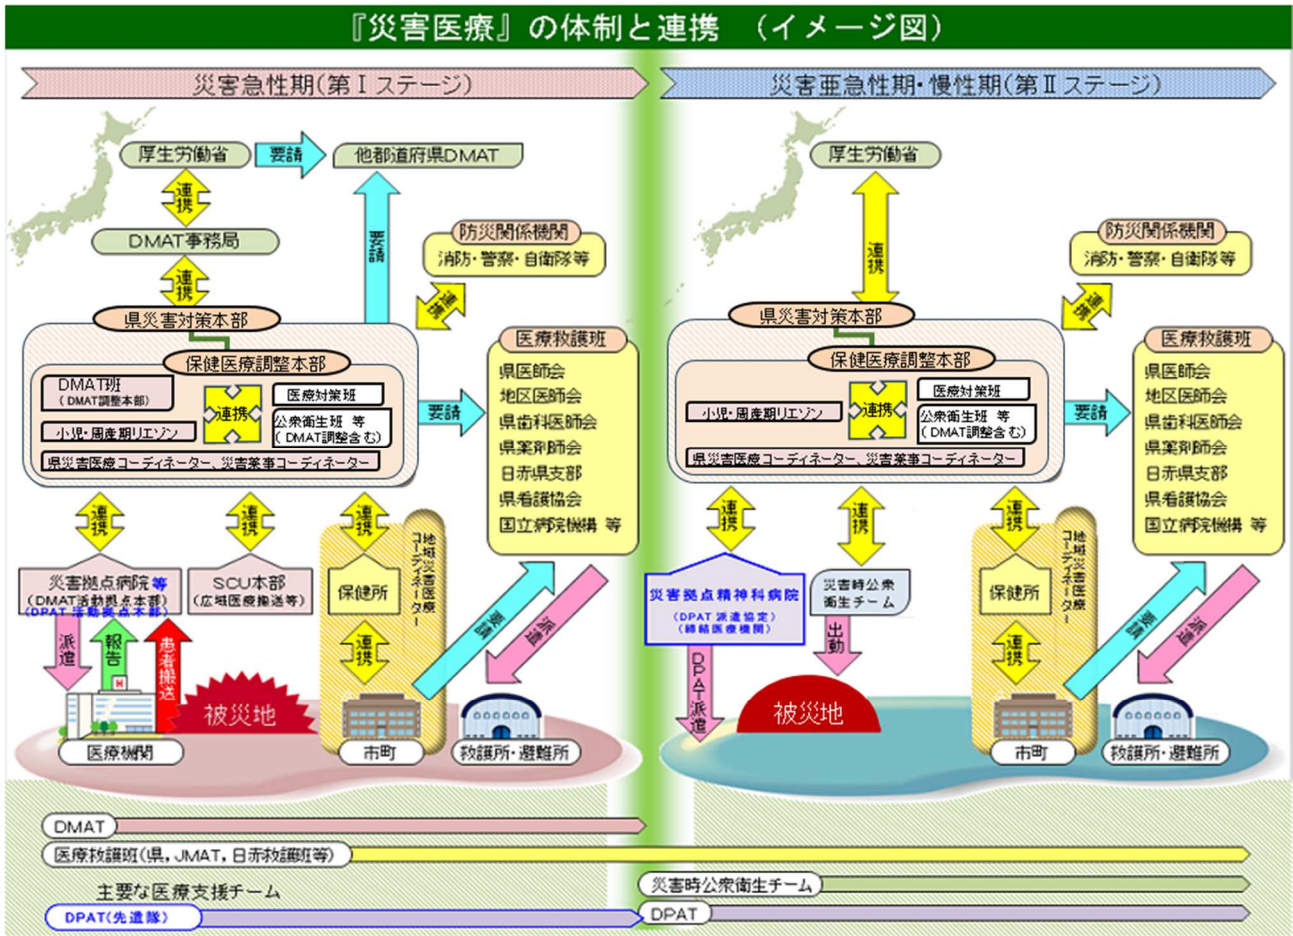 『災害医療』の体制と連携 （イメージ図）
災害急性期(第Ⅰステージ)
厚生労働省
要請
他都道府県DMAT
連携
DMAT事務局
連携
要請
防災関係機関
消防・警察・自衛隊等
連携
県災害対策本部
保健医療調整本部
DMAT班
(DMAT調整本部)
小児・周産期リエゾン
連携
医療対策班
公衆衛生班 等
(DMAT調整含む)
県災害医療コーディネーター、災害薬事コーディネーター
要請
医療救護班
県医師会
地区医師会
県歯科医師会
県薬剤師会
日赤県支部
県看護協会
国立病院機構 等
連携
連携
連携
地域災害医療
コーディネーター
災害拠点病院等
(DMAT活動拠点本部)
(DPAT 活動拠点本部)
SCU本部
(広域医療搬送等)
保健所
派遣
報告
患者搬送
連携
要請
派遣
被災地
医療機関
市町
救護所・避難所
災害亜急性期・慢性期(第Ⅱステージ)
厚生労働省
連携
防災関係機関
消防・警察・自衛隊等
連携
県災害対策本部
保健医療調整本部
小児・周産期リエゾン
連携
医療対策班
公衆衛生班 等
(DMAT調整含む)
県災害医療コーディネーター、災害薬事コーディネーター
要請
医療救護班
県医師会
地区医師会
県歯科医師会
県薬剤師会
日赤県支部
県看護協会
国立病院機構 等
連携
連携
連携
地域災害医療
コーディネーター
災害拠点精神科病院
(DPAT 派遣協定)
(締結医療機関)
災害時公衆
衛生チーム
保健所
DPAT派遣
出動
連携
要請
派遣
被災地
市町
救護所・避難所
DMAT
医療救護班(県，JMAT，日赤救護班等)
主要な医療支援チーム
災害時公衆衛生チーム
DPAT(先遣隊)
DPAT